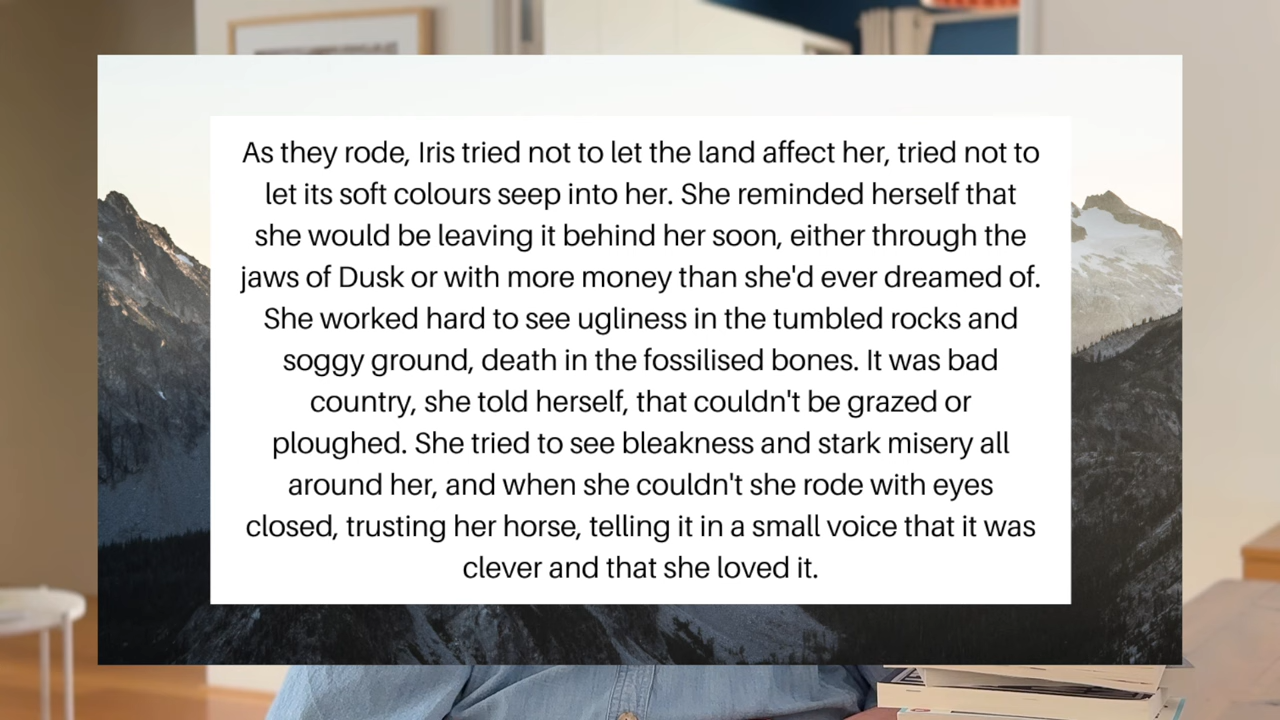 As they rode, Iris tried not to let the land affect her, tried not to
let its soft colours seep into her. She reminded herself that
she would be leaving it behind her soon, either through the
jaws of Dusk or with more money than she'd ever dreamed of.
She worked hard to see ugliness in the tumbled rocks and
soggy ground, death in the fossilised bones. It was bad
country, she told herself, that couldn't be grazed or
ploughed. She tried to see bleakness and stark misery all
around her, and when she couldn't she rode with eyes
closed, trusting her horse, telling it in a small voice that it was
clever and that she loved it.